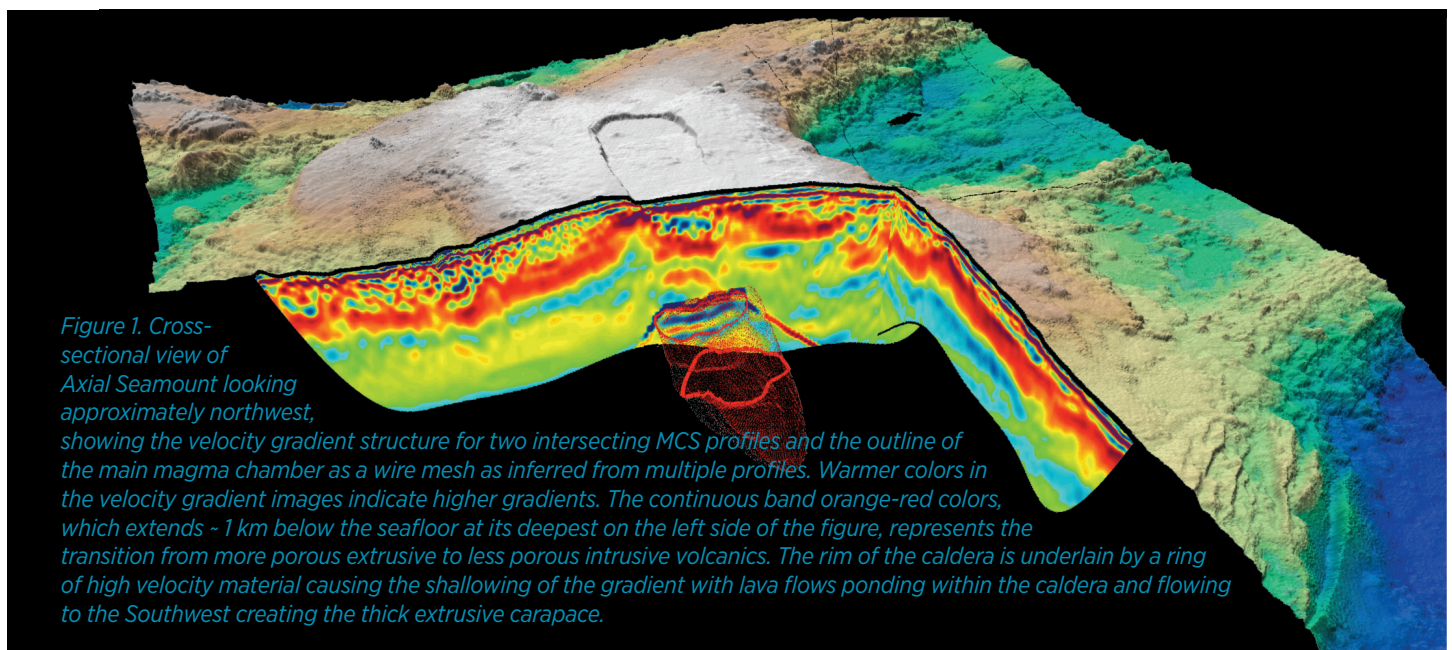 Figure 1. Cross-
sectional view of
Axial Seamount looking
approximately northwest,
showing the velocity gradient structure for two intersecting MCS profiles and the outline of
the main magma chamber as a wire mesh as inferred from multiple profiles. Warmer colors in
the velocity gradient images indicate higher gradients. The continuous band orange-red colors,
which extends ~ 1 km below the seafloor at its deepest on the left side of the figure, represents the
transition from more porous extrusive to less porous intrusive volcanics. The rim of the caldera is underlain by a ring
of high velocity material causing the shallowing of the gradient with lava flows ponding within the caldera and flowing
to the Southwest creating the thick extrusive carapace.